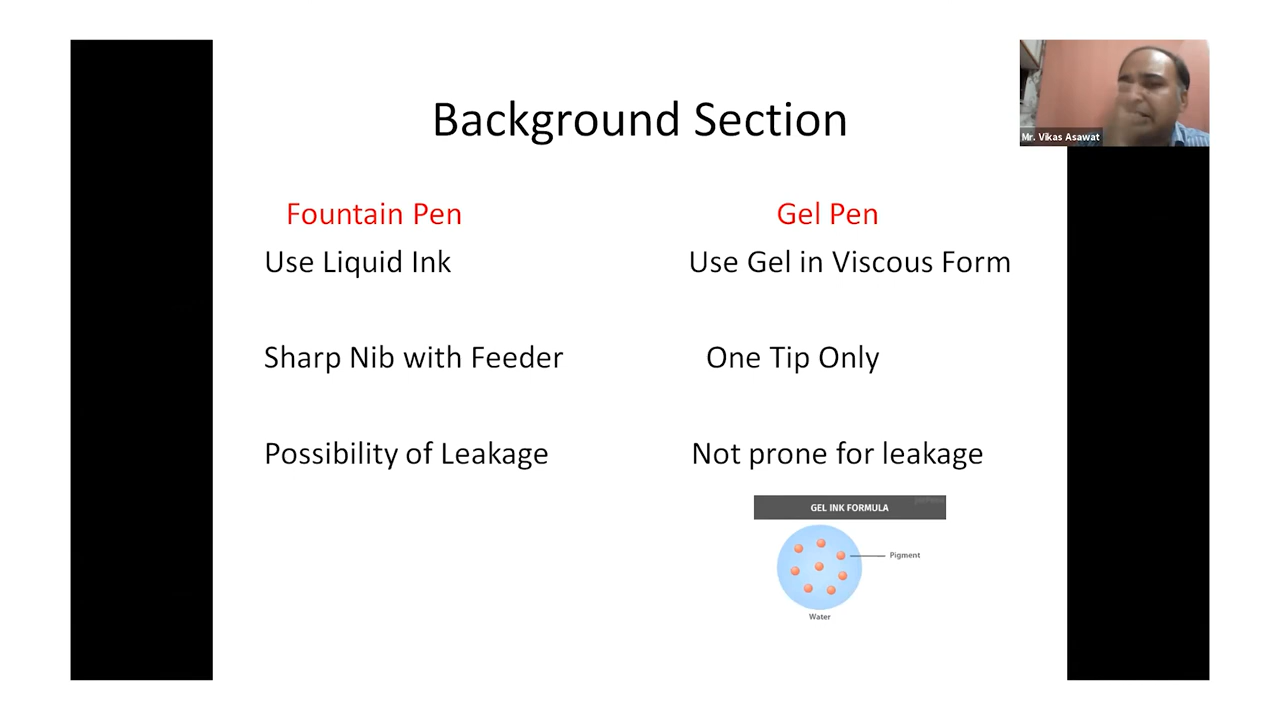 Background Section
Mr. Vikas Asawat
Fountain Pen
Gel Pen
Use Liquid Ink
Use Gel in Viscous Form
Sharp Nib with Feeder
One Tip Only
Possibility of Leakage
Not prone for leakage
GEL INK FORMULA
Pigment
Water